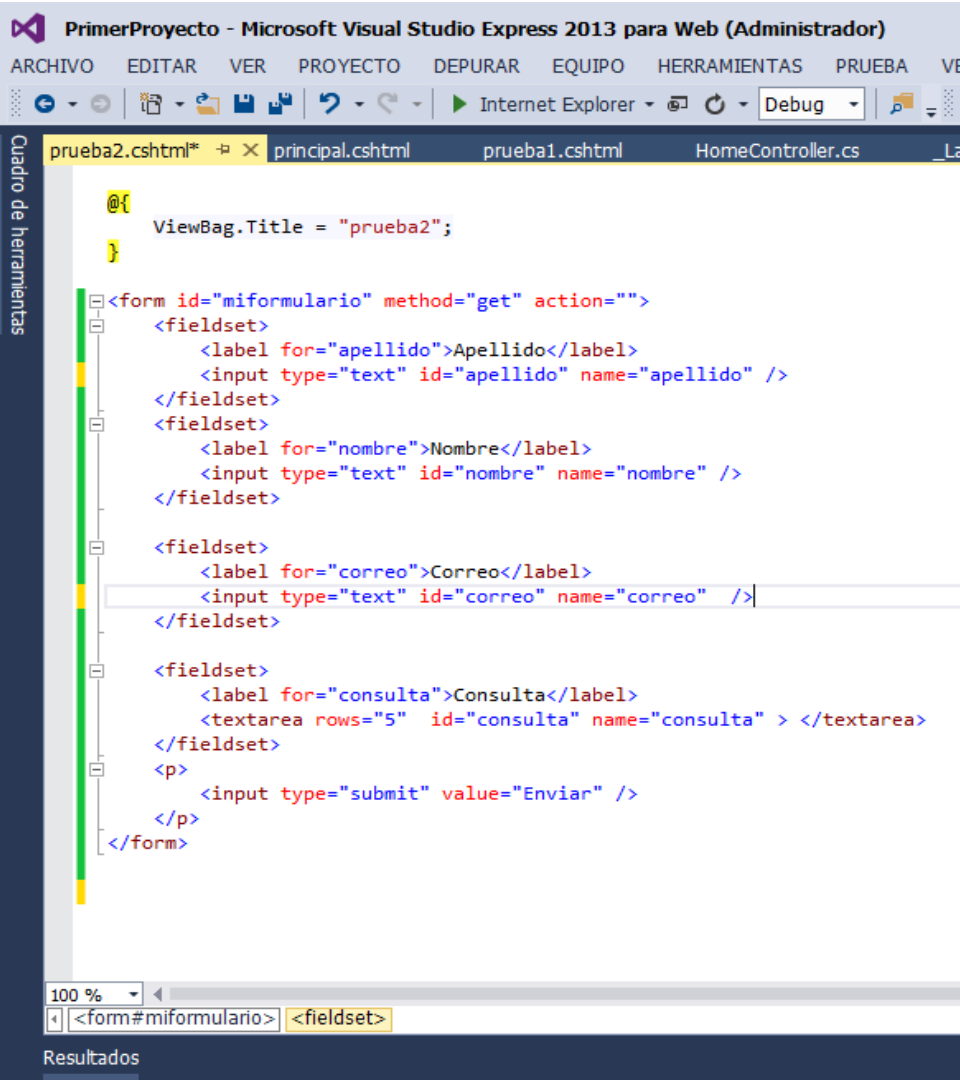 PrimerProyecto - Microsoft Visual Studio Express 2013 para Web (Administrador)
ARCHIVO EDITAR VER PROYECTO DEPURAR EQUIPO HERRAMIENTAS PRUEBA VE
Internet Explorer Debug
Cuadro de herramientas
prueba2.cshtml* principal.cshtml prueba1.cshtml HomeController.cs _La
@{
ViewBag.Title = "prueba2";
}
<form id="miformulario" method="get" action="">
<fieldset>
<label for="apellido">Apellido</label>
<input type="text" id="apellido" name="apellido" />
</fieldset>
<fieldset>
<label for="nombre">Nombre</label>
<input type="text" id="nombre" name="nombre" />
</fieldset>
<fieldset>
<label for="correo">Correo</label>
<input type="text" id="correo" name="correo"  />
</fieldset>
<fieldset>
<label for="consulta">Consulta</label>
<textarea rows="5"  id="consulta" name="consulta" > </textarea>
</fieldset>
<p>
<input type="submit" value="Enviar" />
</p>
</form>
100 %
<form#miformulario> <fieldset>
Resultados